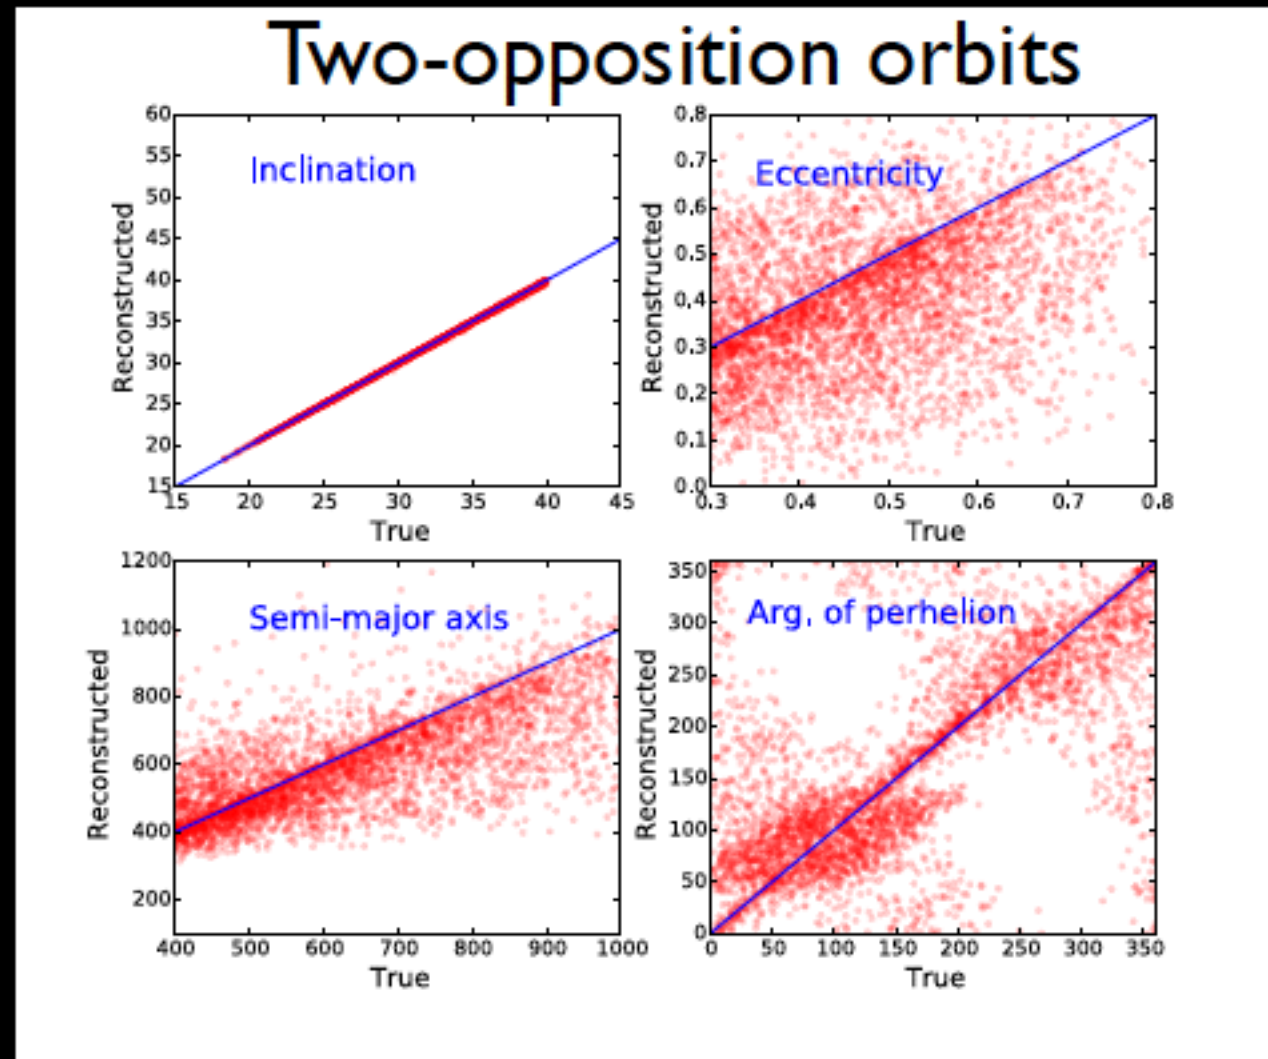 Two-opposition orbits
60
55
50
45
40
35
30
25
20
15
Inclination
Reconstructed
15 20 25 30 35 40 45
True
0.8
0.7
0.6
0.5
0.4
0.3
0.2
0.1
0.0
Eccentricity
Reconstructed
0.3 0.4 0.5 0.6 0.7 0.8
True
1200
1000
800
600
400
200
Semi-major axis
Reconstructed
400 500 600 700 800 900 1000
True
350
300
250
200
150
100
50
0
Arg. of perhelion
Reconstructed
0 50 100 150 200 250 300 350
True